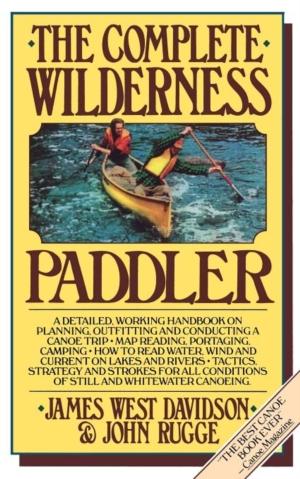 • THE COMPLETE •
WILDERNESS
PADDLER
A DETAILED, WORKING HANDBOOK ON
PLANNING, OUTFITTING AND CONDUCTING A
CANOE TRIP • MAP READING, PORTAGING,
CAMPING • HOW TO READ WATER, WIND AND
CURRENT ON LAKES AND RIVERS • TACTICS,
STRATEGY AND STROKES FOR ALL CONDITIONS
OF STILL AND WHITEWATER CANOEING.
• JAMES WEST DAVIDSON •
& JOHN RUGGE
"THE BEST CANOE
BOOK EVER"
—Canoe Magazine